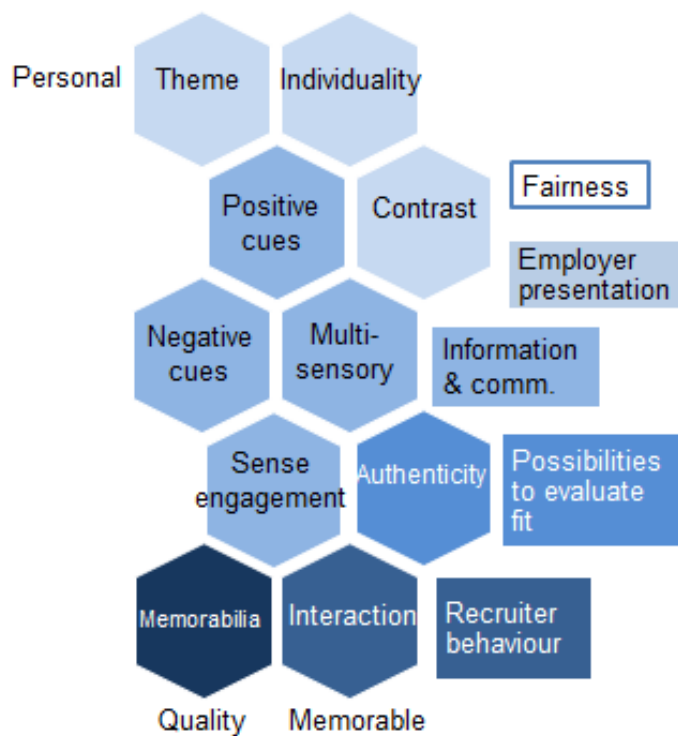 Personal
Theme
Individuality
Positive
cues
Contrast
Fairness
Employer
presentation
Negative
cues
Multi-
sensory
Information
& comm.
Sense
engagement
Authenticity
Possibilities
to evaluate
fit
Memorabilia
Interaction
Recruiter
behaviour
Quality
Memorable